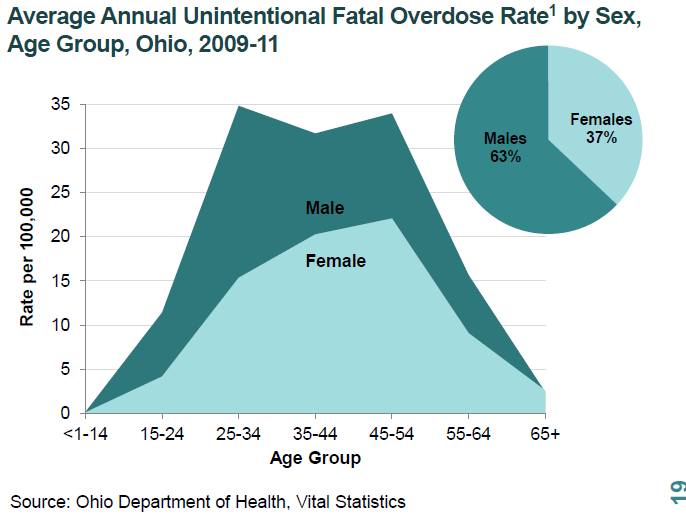 Average Annual Unintentional Fatal Overdose Rate¹ by Sex,
Age Group, Ohio, 2009-11
Females
37%
Males
63%
35
30
25
20
15
10
5
0
Rate per 100,000
Male
Female
<1-14 15-24 25-34 35-44 45-54 55-64 65+
Age Group
Source: Ohio Department of Health, Vital Statistics
19